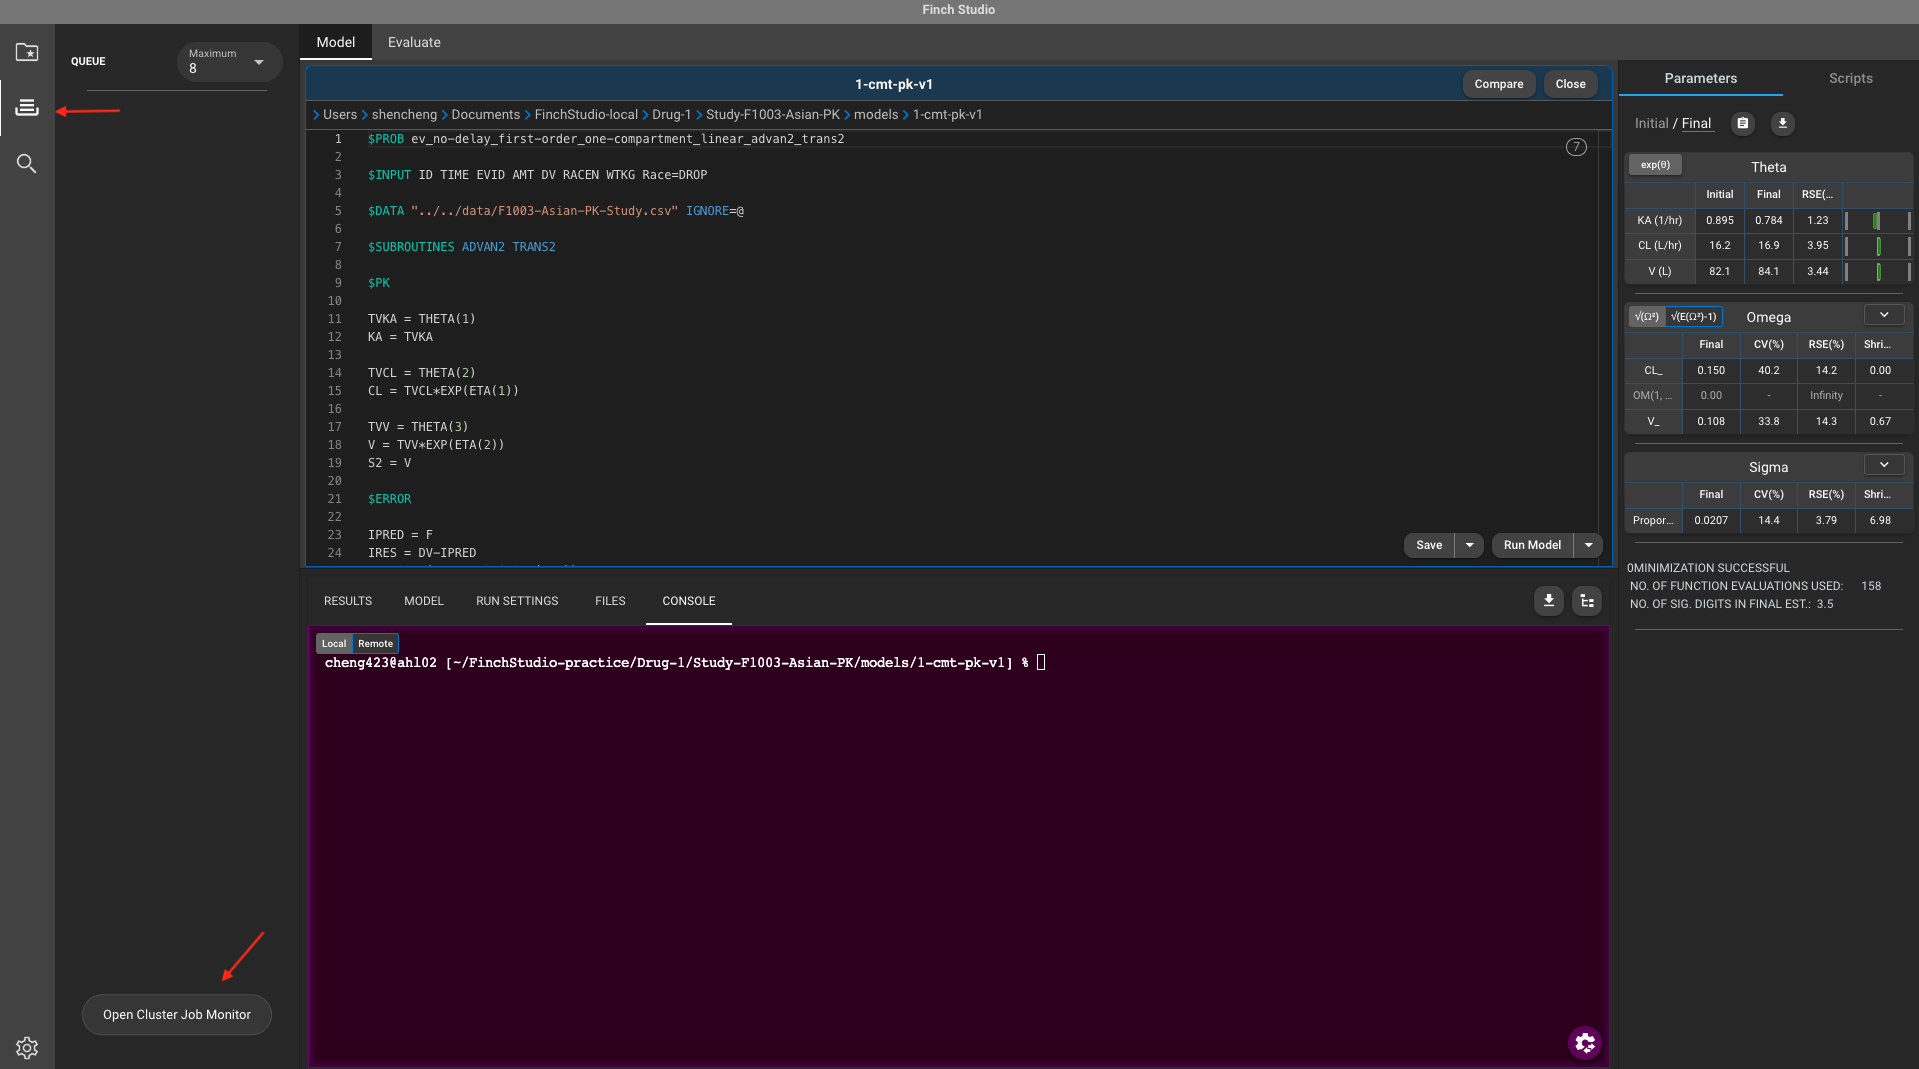 Finch Studio
QUEUE
Maximum
8
Open Cluster Job Monitor
Model Evaluate
1-cmt-pk-v1
Compare Close
Users shencheng Documents FinchStudio-local Drug-1 Study-F1003-Asian-PK models 1-cmt-pk-v1
7
1 $PROB ev_no-delay_first-order_one-compartment_linear_advan2_trans2
2
3 $INPUT ID TIME EVID AMT DV RACEN WTKG Race=DROP
4
5 $DATA "../../data/F1003-Asian-PK-Study.csv" IGNORE=@
6
7 $SUBROUTINES ADVAN2 TRANS2
8
9 $PK
10
11 TVKA = THETA(1)
12 KA = TVKA
13
14 TVCL = THETA(2)
15 CL = TVCL*EXP(ETA(1))
16
17 TVV = THETA(3)
18 V = TVV*EXP(ETA(2))
19 S2 = V
20
21 $ERROR
22
23 IPRED = F
24 IRES = DV-IPRED
Save Run Model
RESULTS MODEL RUN SETTINGS FILES CONSOLE
Local Remote
cheng423@ahl02 [~/FinchStudio-practice/Drug-1/Study-F1003-Asian-PK/models/1-cmt-pk-v1] %
Parameters Scripts
Initial / Final
exp(θ) Theta
Initial Final RSE(...
KA (1/hr) 0.895 0.784 1.23
CL (L/hr) 16.2 16.9 3.95
V (L) 82.1 84.1 3.44
√(Ω²) √(E(Ω²)-1) Omega
Final CV(%) RSE(%) Shri...
CL_ 0.150 40.2 14.2 0.00
OM(1, ... 0.00 - Infinity -
V_ 0.108 33.8 14.3 0.67
Sigma
Final CV(%) RSE(%) Shri...
Propor... 0.0207 14.4 3.79 6.98
0MINIMIZATION SUCCESSFUL
NO. OF FUNCTION EVALUATIONS USED: 158
NO. OF SIG. DIGITS IN FINAL EST.: 3.5